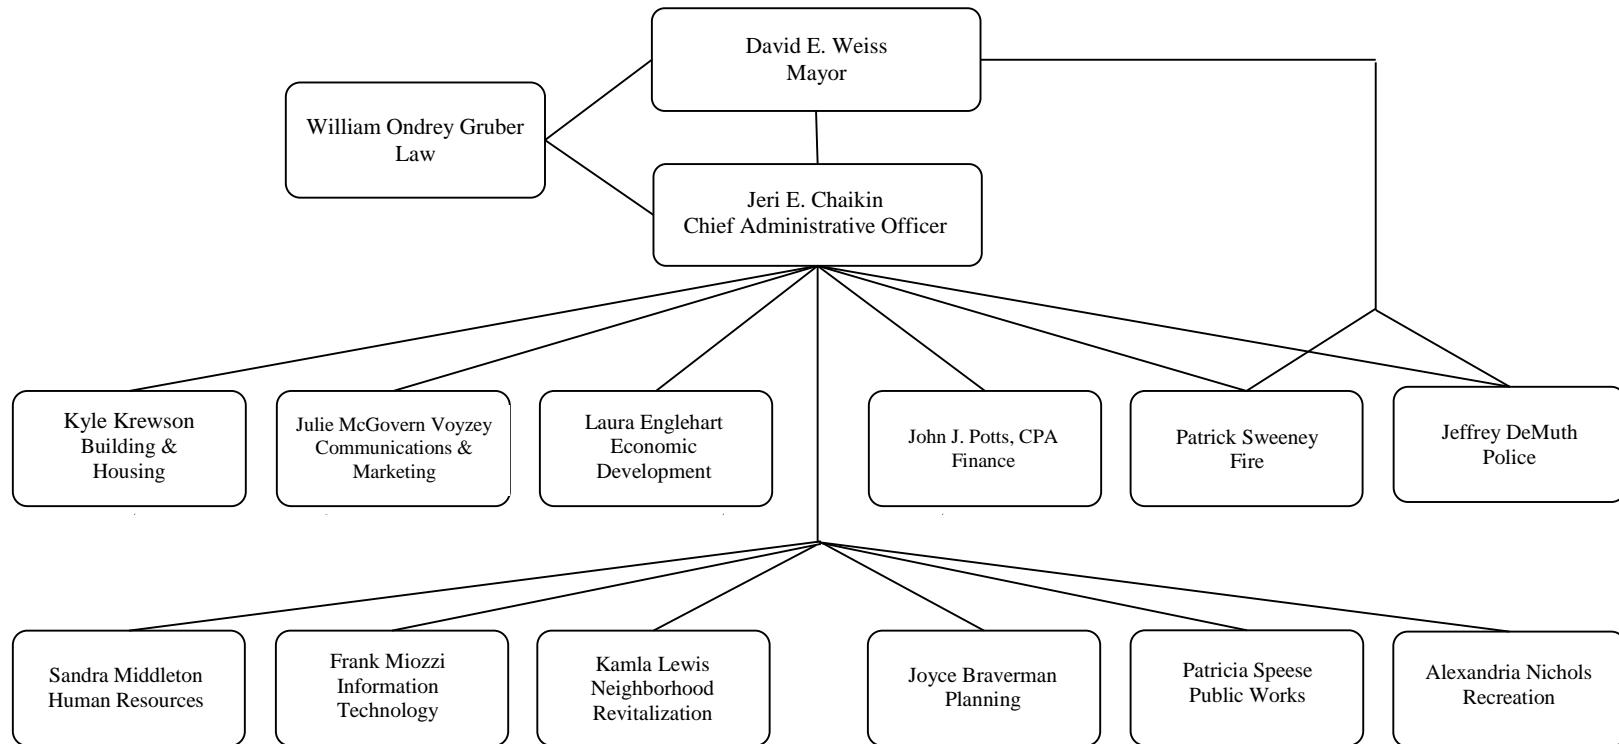 David E. Weiss
Mayor
William Ondrey Gruber
Law
Jeri E. Chaikin
Chief Administrative Officer
Kyle Krewson
Building &
Housing
Julie McGovern Voyzey
Communications &
Marketing
Laura Englehart
Economic
Development
John J. Potts, CPA
Finance
Patrick Sweeney
Fire
Jeffrey DeMuth
Police
Sandra Middleton
Human Resources
Frank Miozzi
Information
Technology
Kamla Lewis
Neighborhood
Revitalization
Joyce Braverman
Planning
Patricia Speese
Public Works
Alexandria Nichols
Recreation